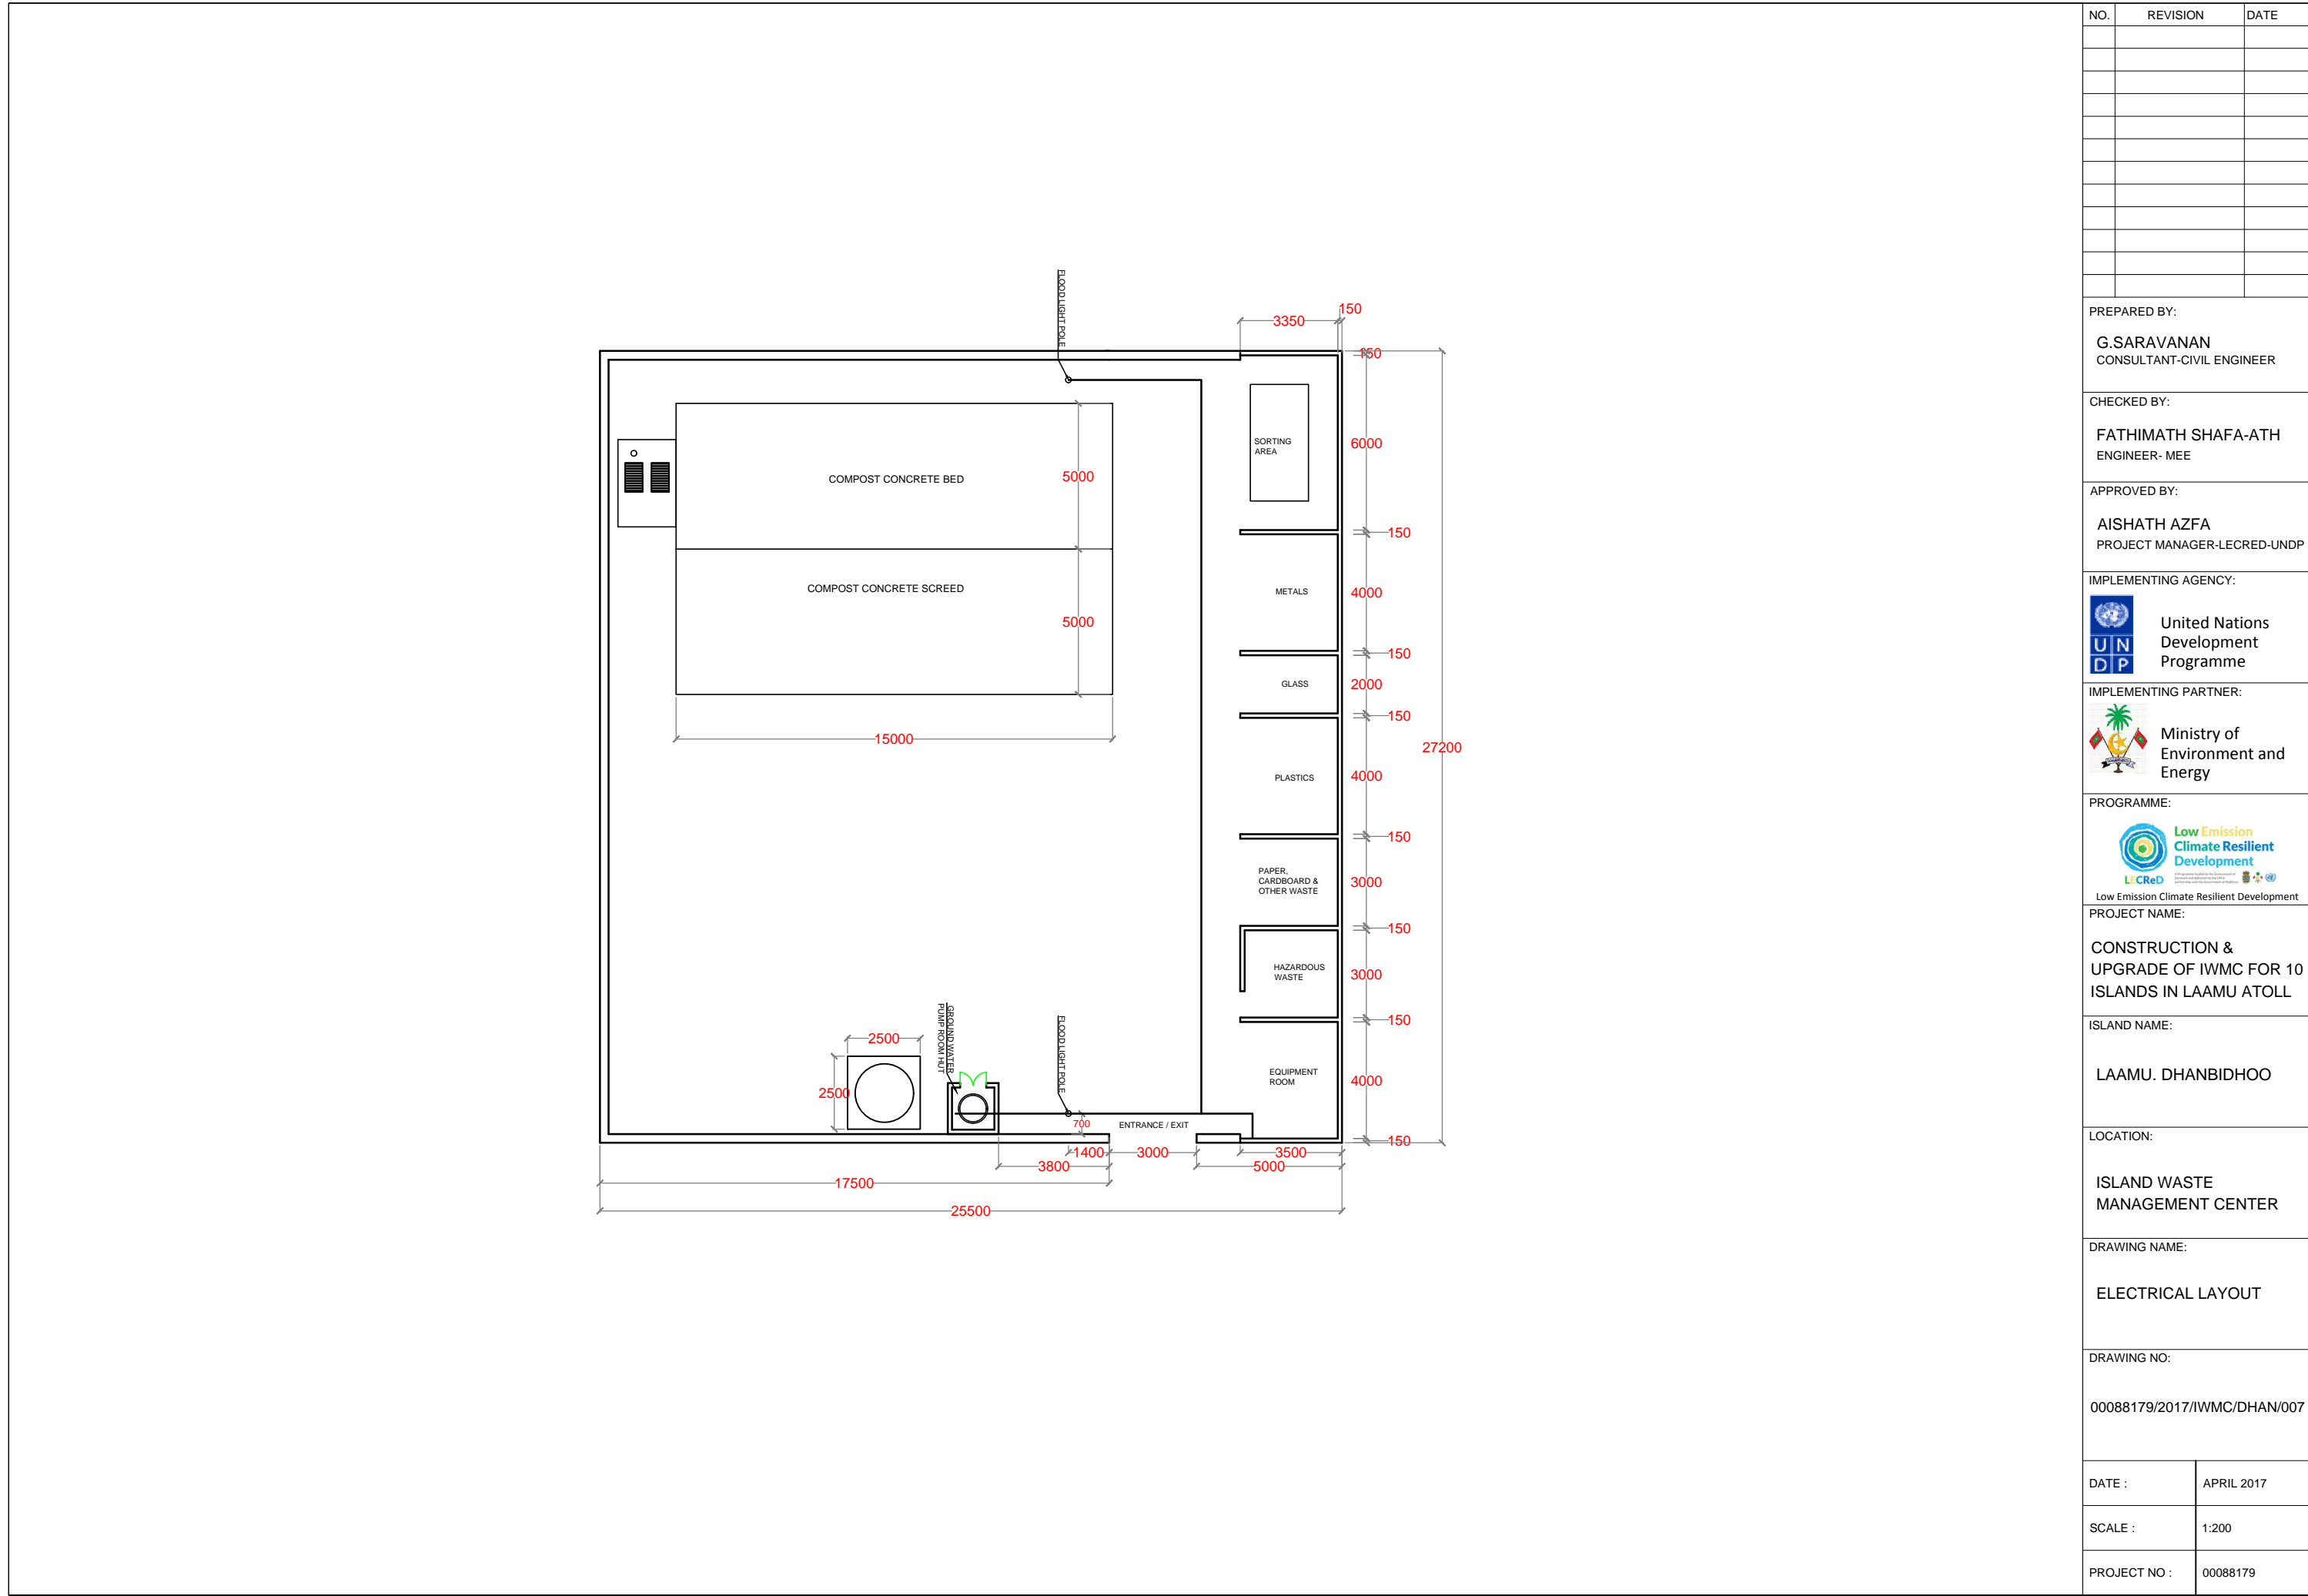 FLOOD LIGHT POLE
3350
150
150
6000
150
4000
150
2000
150
4000
150
3000
150
3000
150
4000
150
27200
SORTING
AREA
METALS
GLASS
PLASTICS
PAPER,
CARDBOARD &
OTHER WASTE
HAZARDOUS
WASTE
EQUIPMENT
ROOM
COMPOST CONCRETE BED
5000
COMPOST CONCRETE SCREED
5000
15000
GROUND WATER
PUMP ROOM HUT
FLOOD LIGHT POLE
2500
2500
700
ENTRANCE / EXIT
1400
3000
3500
3800
5000
17500
25500
NO. REVISION DATE
PREPARED BY:
G.SARAVANAN
CONSULTANT-CIVIL ENGINEER
CHECKED BY:
FATHIMATH SHAFA-ATH
ENGINEER- MEE
APPROVED BY:
AISHATH AZFA
PROJECT MANAGER-LECRED-UNDP
IMPLEMENTING AGENCY:
U N
D P
United Nations
Development
Programme
IMPLEMENTING PARTNER:
Ministry of
Environment and
Energy
PROGRAMME:
Low Emission
Climate Resilient
Development
LECReD
Low Emission Climate Resilient Development
PROJECT NAME:
CONSTRUCTION &
UPGRADE OF IWMC FOR 10
ISLANDS IN LAAMU ATOLL
ISLAND NAME:
LAAMU. DHANBIDHOO
LOCATION:
ISLAND WASTE
MANAGEMENT CENTER
DRAWING NAME:
ELECTRICAL LAYOUT
DRAWING NO:
00088179/2017/IWMC/DHAN/007
DATE : APRIL 2017
SCALE : 1:200
PROJECT NO : 00088179